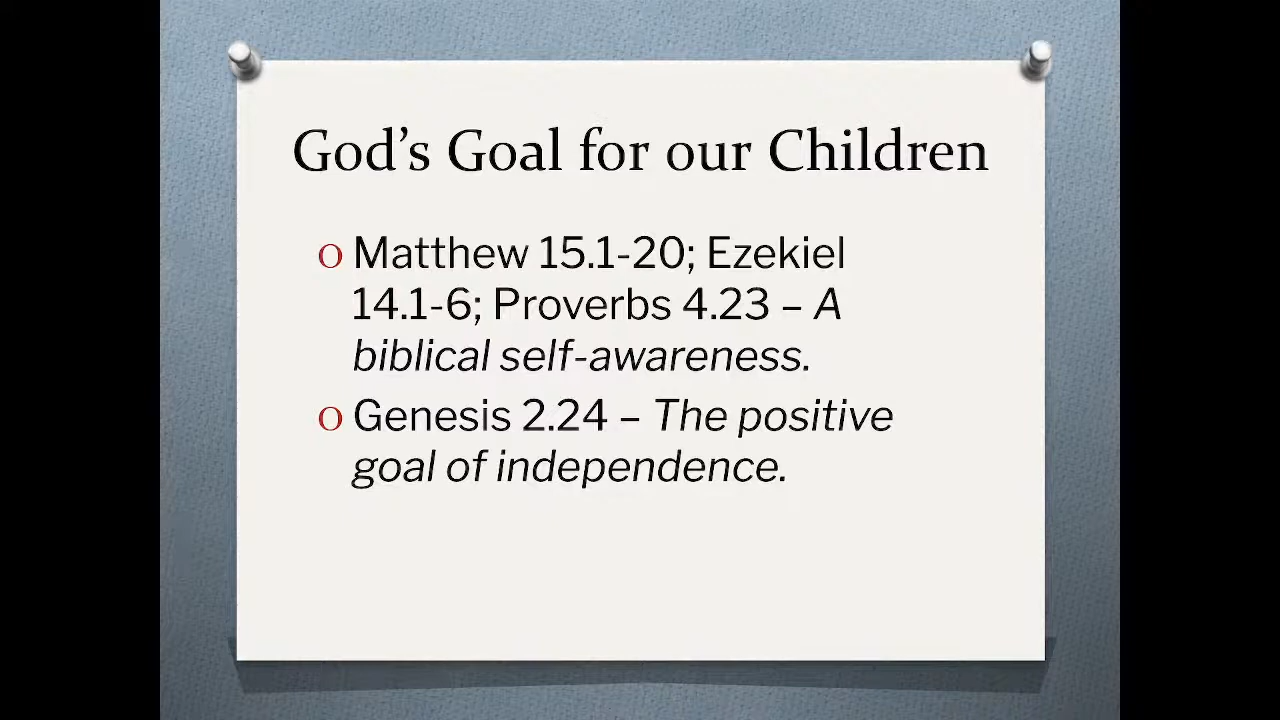 God’s Goal for our Children
O Matthew 15.1-20; Ezekiel
14.1-6; Proverbs 4.23 – A
biblical self-awareness.
O Genesis 2.24 – The positive
goal of independence.